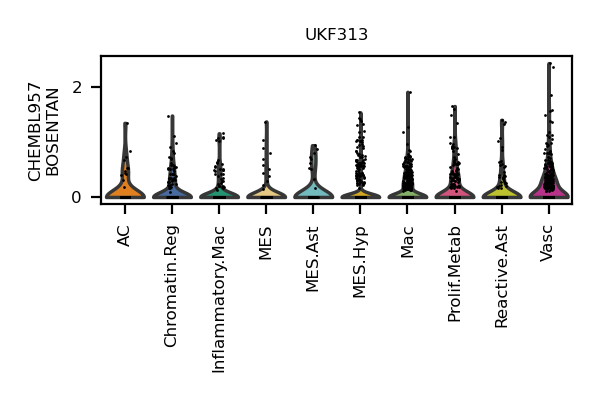 UKF313
CHEMBL957
BOSENTAN
2
0
AC
Chromatin.Reg
Inflammatory.Mac
MES
MES.Ast
MES.Hyp
Mac
Prolif.Metab
Reactive.Ast
Vasc